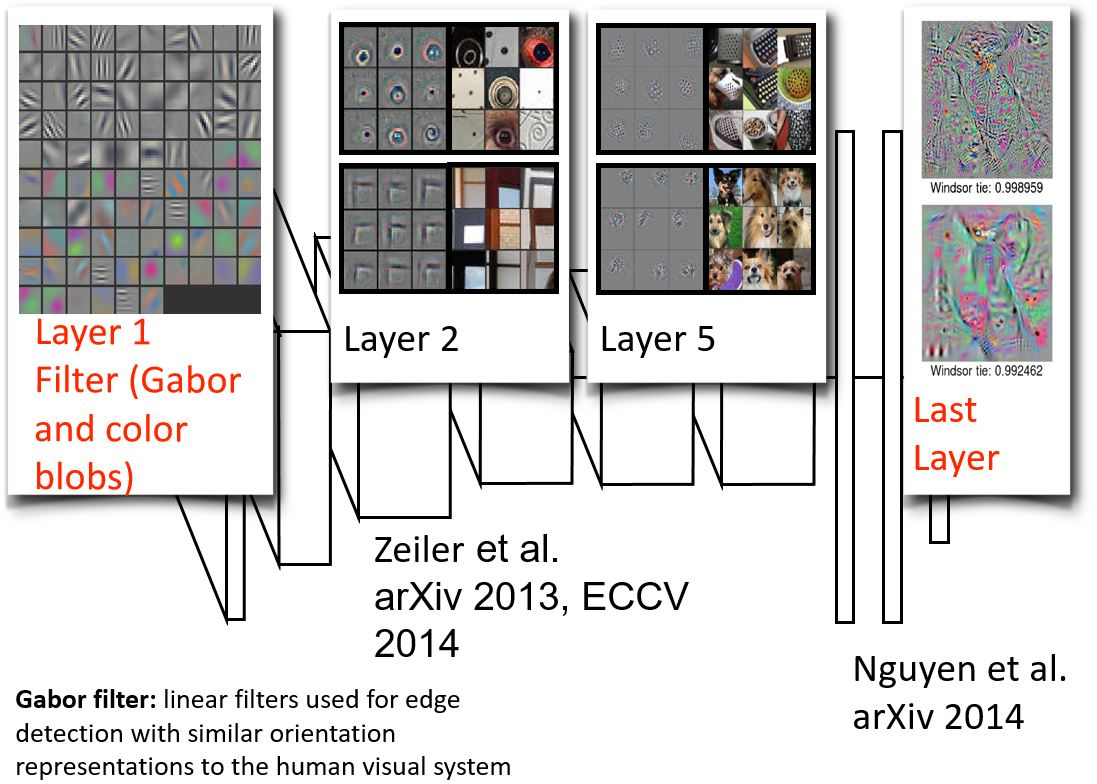 Layer 1
Filter (Gabor
and color
blobs)
Layer 2
Layer 5
Windsor tie: 0.998959
Windsor tie: 0.992462
Last
Layer
Zeiler et al.
arXiv 2013, ECCV
2014
Nguyen et al.
arXiv 2014
Gabor filter: linear filters used for edge
detection with similar orientation
representations to the human visual system